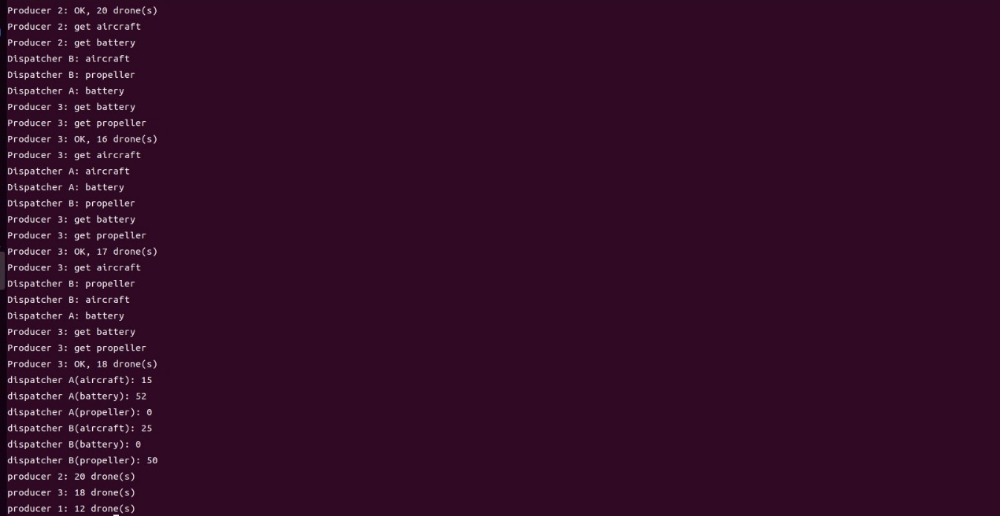 Producer 2: OK, 20 drone(s)
Producer 2: get aircraft
Producer 2: get battery
Dispatcher B: aircraft
Dispatcher B: propeller
Dispatcher A: battery
Producer 3: get battery
Producer 3: get propeller
Producer 3: OK, 16 drone(s)
Producer 3: get aircraft
Dispatcher A: aircraft
Dispatcher A: battery
Dispatcher B: propeller
Producer 3: get battery
Producer 3: get propeller
Producer 3: OK, 17 drone(s)
Producer 3: get aircraft
Dispatcher B: propeller
Dispatcher B: aircraft
Dispatcher A: battery
Producer 3: get battery
Producer 3: get propeller
Producer 3: OK, 18 drone(s)
dispatcher A(aircraft): 15
dispatcher A(battery): 52
dispatcher A(propeller): 0
dispatcher B(aircraft): 25
dispatcher B(battery): 0
dispatcher B(propeller): 50
producer 2: 20 drone(s)
producer 3: 18 drone(s)
producer 1: 12 drone(s)